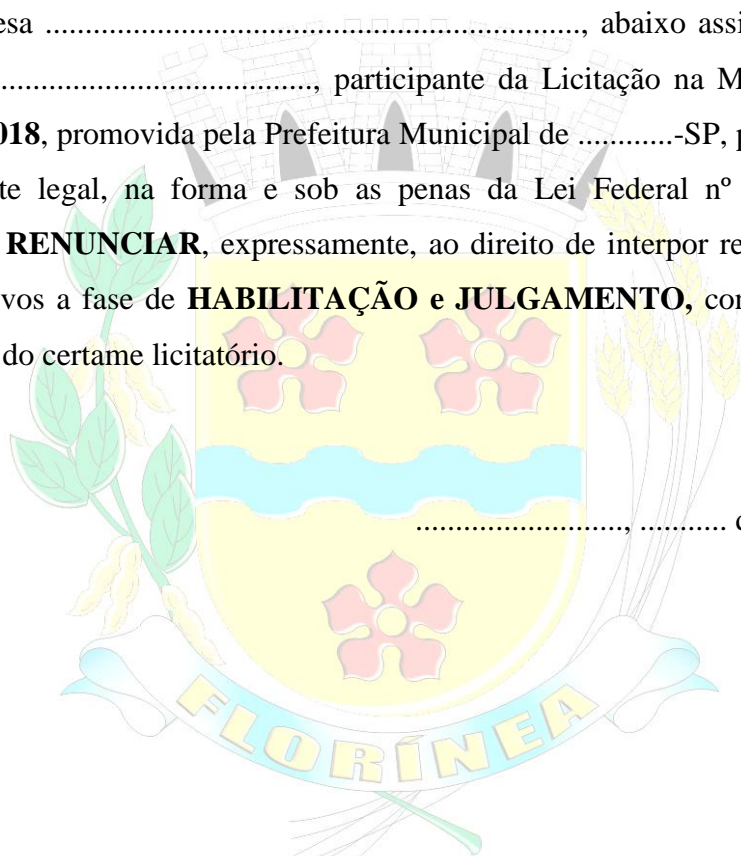 esa ..................................................................., abaixo assi
........................................, participante da Licitação na M
018, promovida pela Prefeitura Municipal de ............-SP, p
te legal, na forma e sob as penas da Lei Federal nº
RENUNCIAR, expressamente, ao direito de interpor re
vos a fase de HABILITAÇÃO e JULGAMENTO, con
do certame licitatório.
.........................., ...........
FLORÍNEA